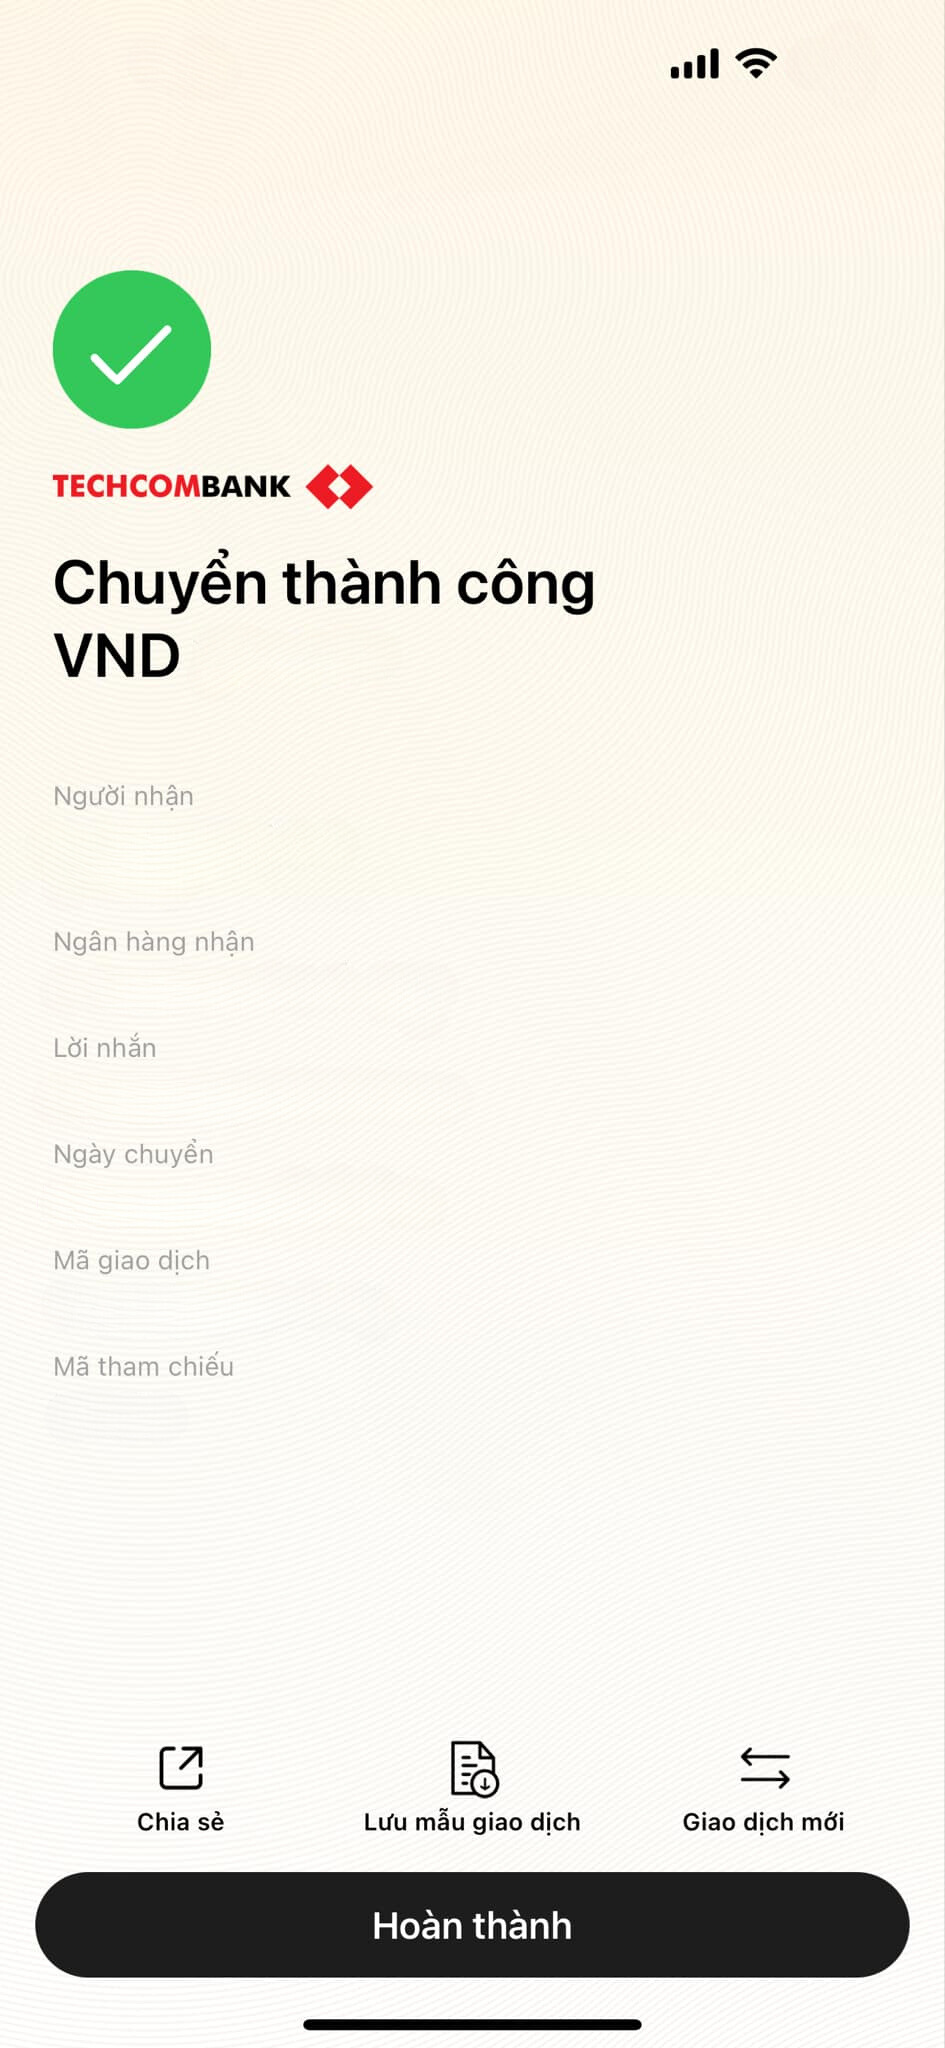 TECHCOMBANK
Chuyển thành công
VND
Người nhận
Ngân hàng nhận
Lời nhắn
Ngày chuyển
Mã giao dịch
Mã tham chiếu
Chia sẻ
Lưu mẫu giao dịch
Giao dịch mới
Hoàn thành